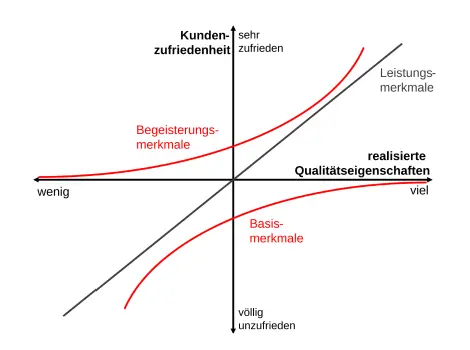 Kunden-
zufriedenheit
sehr
zufrieden
Leistungs-
merkmale
Begeisterungs-
merkmale
realisierte
Qualitätseigenschaften
wenig
viel
Basis-
merkmale
völlig
unzufrieden